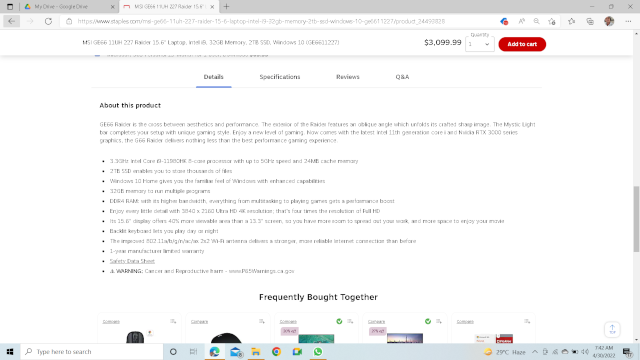 My Drive - Google Drive
MSI GE66 11UH-227 Raider 15.6"
https://www.staples.com/msi-ge66-11uh-227-raider-15-6-laptop-intel-i9-32gb-memory-2tb-ssd-windows-10-ge6611227/product_24493929
MSI GE66 11UH 227 Raider 15.6" Laptop, Intel i9, 32GB Memory, 2TB SSD, Windows 10 (GE6611227)
$3,099.99
Quantity
1
Add to cart
Details
Specifications
Reviews
Q&A
About this product
GE66 Raider is the cross between aesthetics and performance. The exterior of the Raider features an oblique angle which unfolds its crafted sharp image. The Mystic Light
bar completes your setup with unique gaming style. Enjoy a new level of gaming. Now comes with the latest Intel 11th generation cores and Nvidia RTX 3000 series
graphics, the G66 Raider delivers nothing less than the best performance gaming experience.
• 3.3GHz Intel Core i9-11980HK 8-core processor with up to 5GHz speed and 24MB cache memory
• 2TB SSD enables you to store thousands of files
• Windows 10 Home gives you the familiar feel of Windows with enhanced capabilities
• 32GB memory to run multiple programs
• DDR4 RAM: with its higher bandwidth, everything from multitasking to playing games gets a performance boost
• Enjoy every little detail with 3840 x 2160 Ultra HD 4K resolution; that's four times the resolution of Full HD
• Its 15.6" display offers 40% more viewable area than a 13.3" screen, so you have more room to spread out your work, and more space to enjoy your movie
• Backlit keyboard lets you play day or night
• The improved 802.11a/b/g/n/ac/ax 2x2 Wi-Fi antenna delivers a stronger, more reliable Internet connection than before
• 1-year manufacturer limited warranty
• Safety Data Sheet
• ⚠ WARNING: Cancer and Reproductive Harm - www.P65Warnings.ca.gov
Frequently Bought Together
Compare
Compare
Compare
Compare
Compare
Type here to search
29°C Haze
7:42 AM
4/30/2022